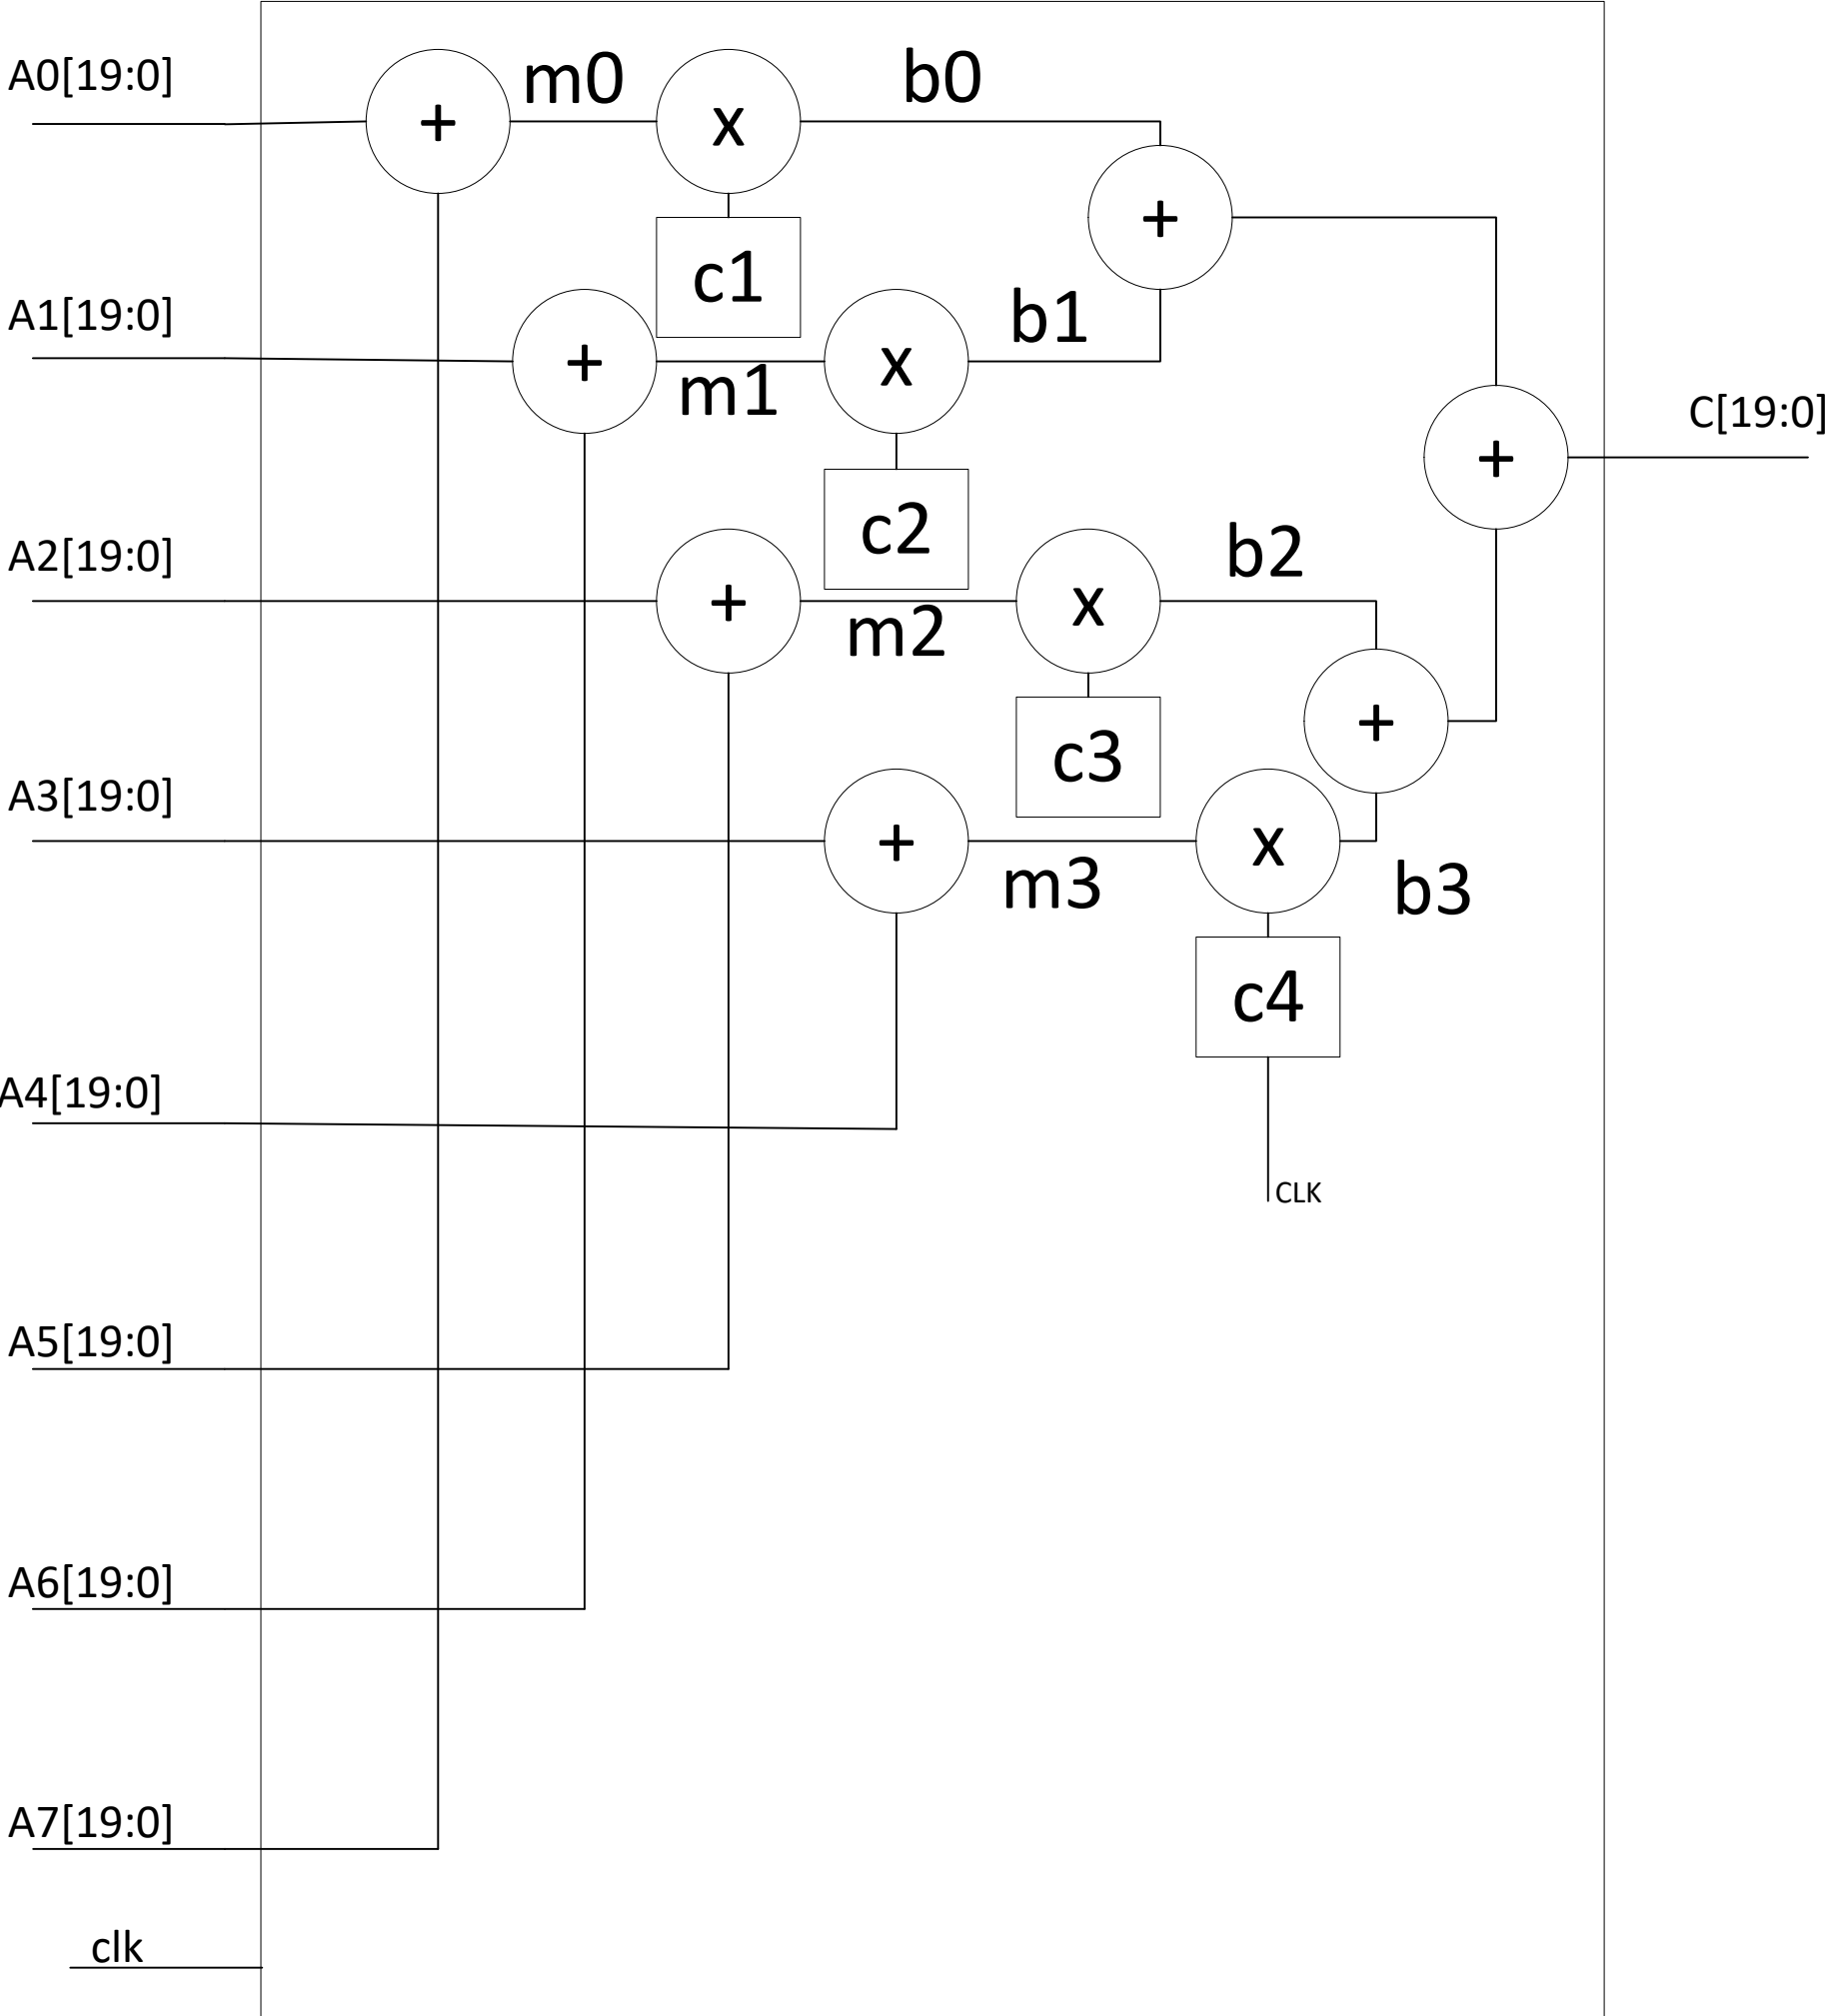 A0[19:0]
+
m0
x
b0
+
c1
A1[19:0]
+
m1
x
b1
C[19:0]
+
c2
A2[19:0]
+
m2
x
b2
+
c3
A3[19:0]
+
m3
x
b3
c4
A4[19:0]
CLK
A5[19:0]
A6[19:0]
A7[19:0]
clk